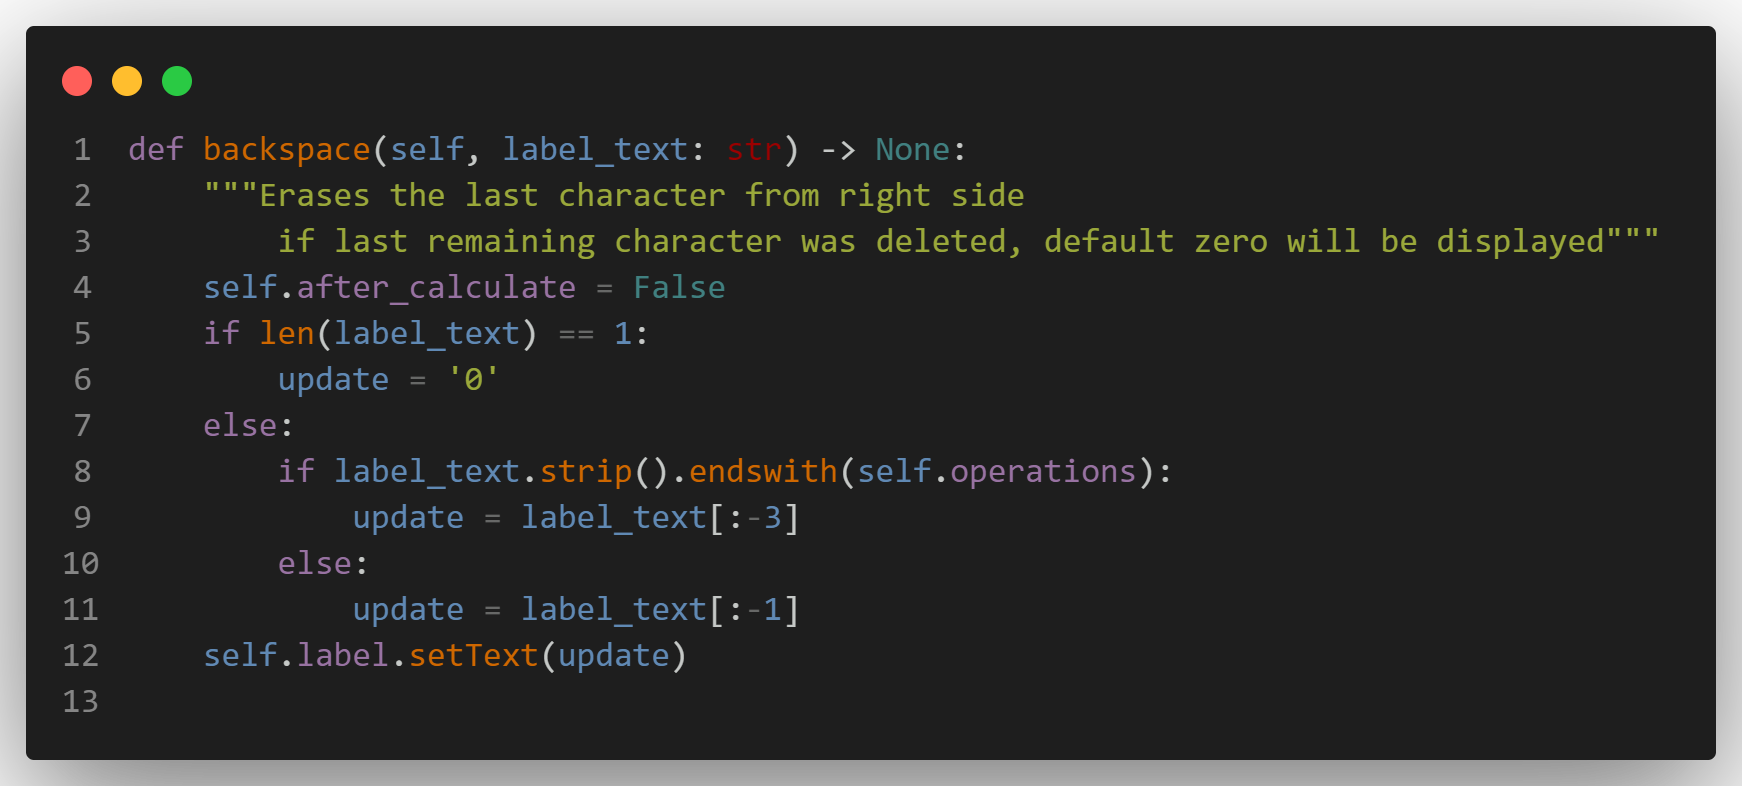 1 def backspace(self, label_text: str) -> None:
2     """Erases the last character from right side
3         if last remaining character was deleted, default zero will be displayed"""
4     self.after_calculate = False
5     if len(label_text) == 1:
6         update = '0'
7     else:
8         if label_text.strip().endswith(self.operations):
9             update = label_text[:-3]
10         else:
11             update = label_text[:-1]
12     self.label.setText(update)
13